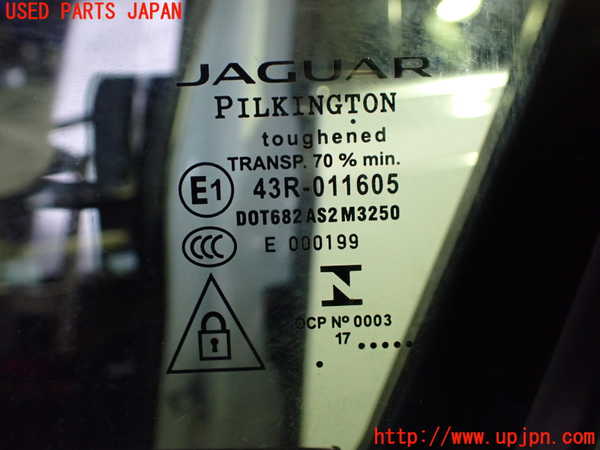 USED PARTS JAPAN
JAGUAR
PILKINGTON
toughened
TRANSP. 70 % min.
E1 43R-011605
DOT682 AS2 M3250
CCC E 000199
OCP Nº 0003
17 .....
http://www.upjpn.com/